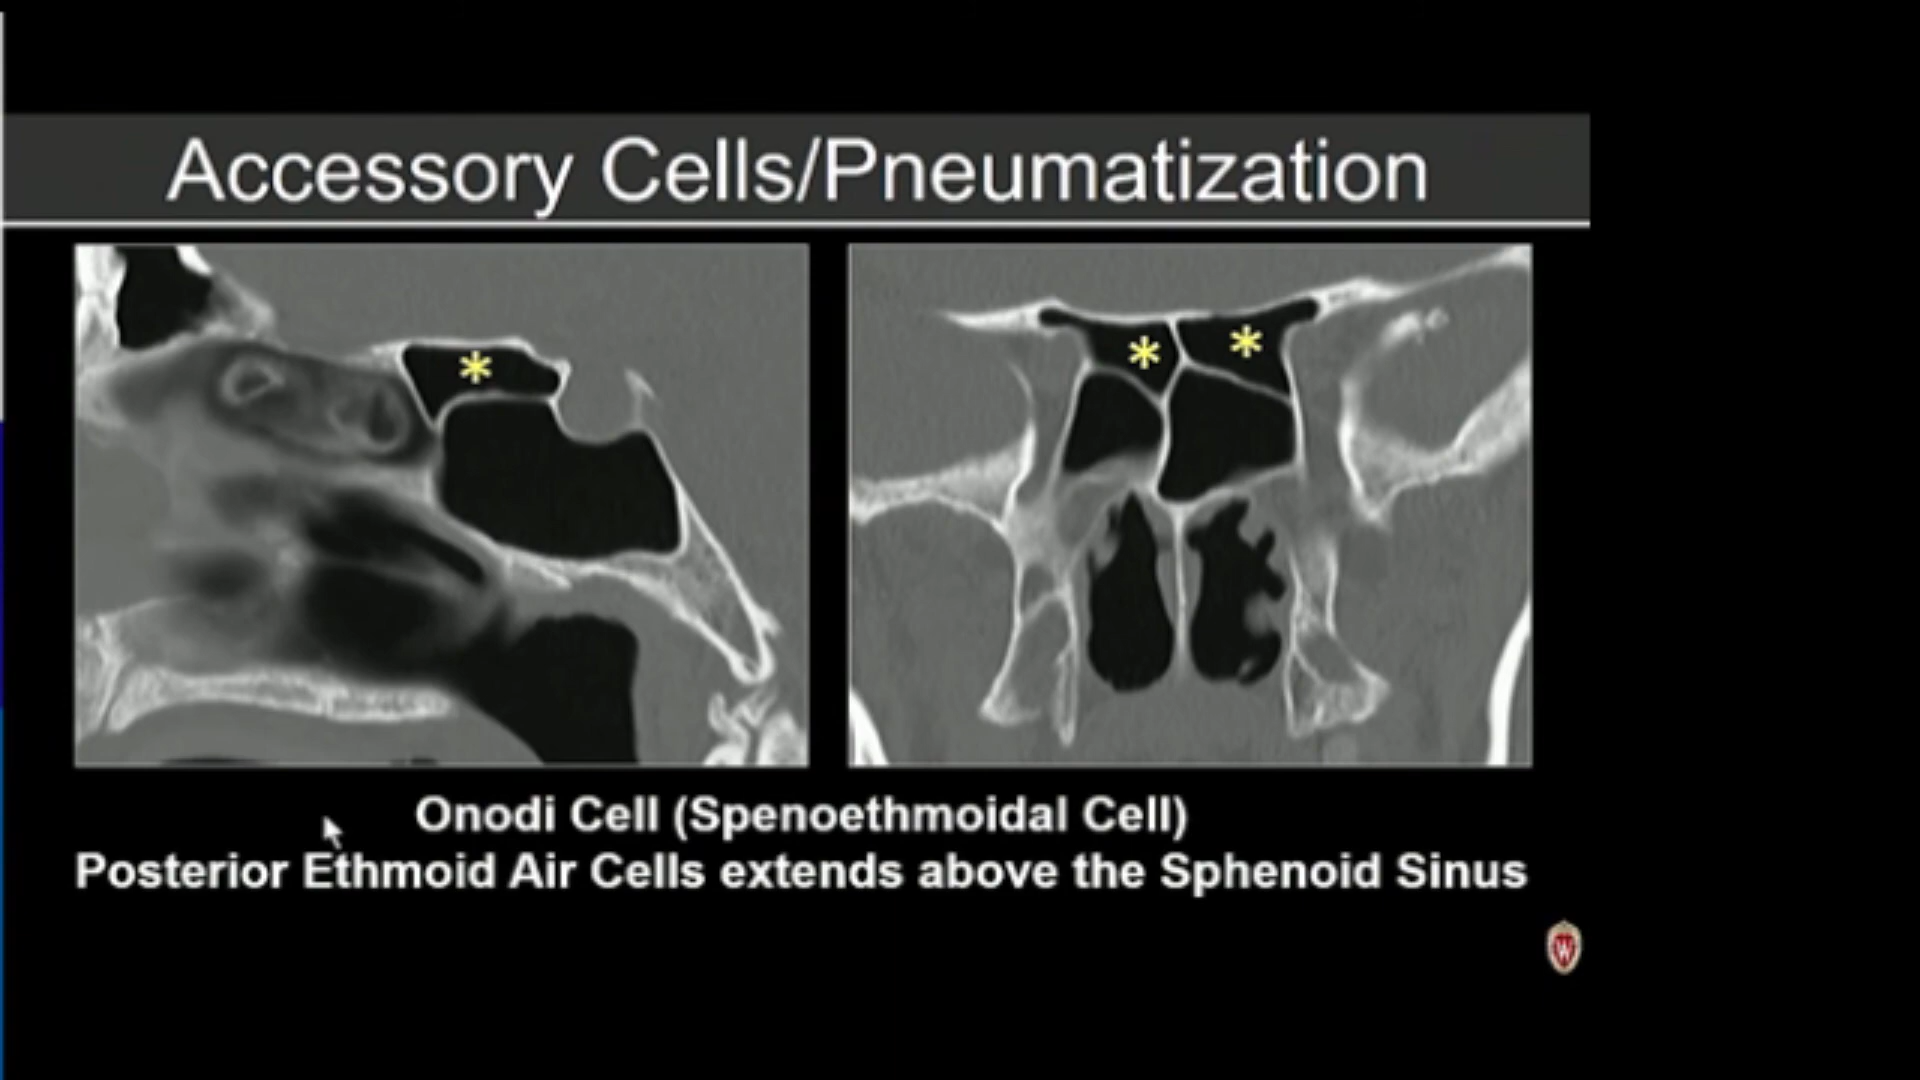 Accessory Cells/Pneumatization
*
* *
Onodi Cell (Spenoethmoidal Cell)
Posterior Ethmoid Air Cells extends above the Sphenoid Sinus
W